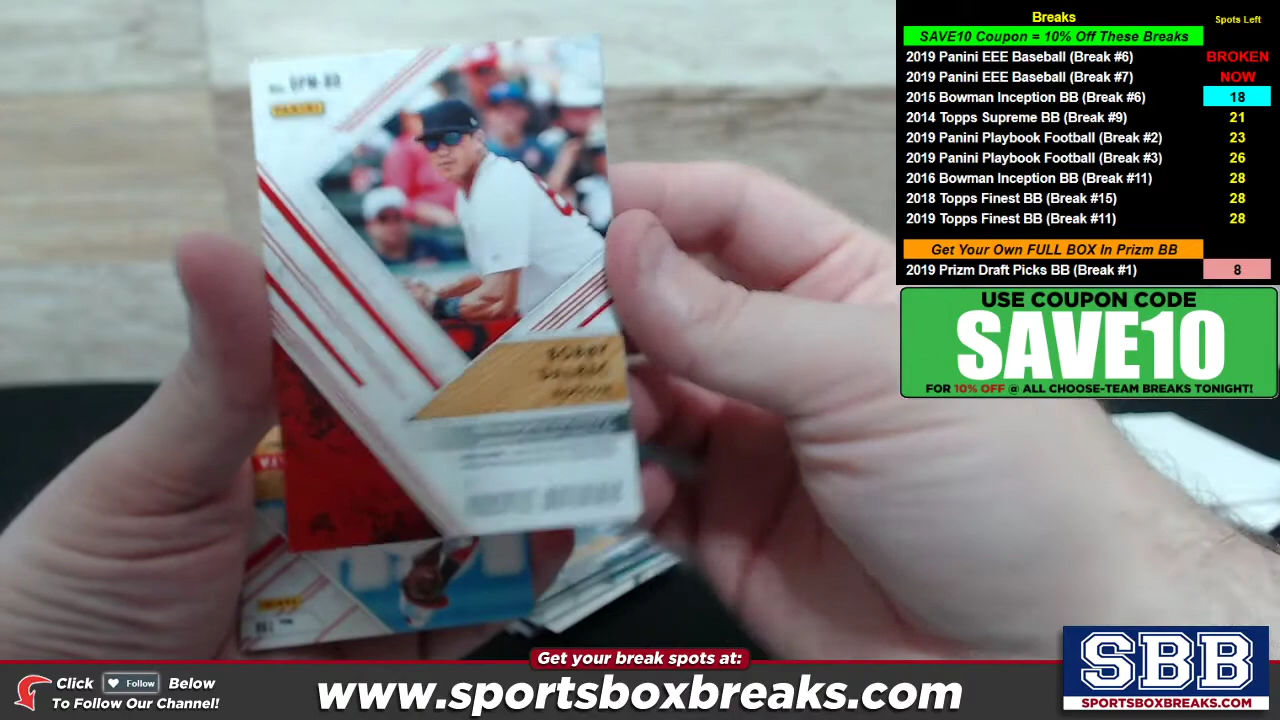 PANINI
Breaks
Spots Left
SAVE10 Coupon = 10% Off These Breaks
2019 Panini EEE Baseball (Break #6) BROKEN
2019 Panini EEE Baseball (Break #7) NOW
2015 Bowman Inception BB (Break #6) 18
2014 Topps Supreme BB (Break #9) 21
2019 Panini Playbook Football (Break #2) 23
2019 Panini Playbook Football (Break #3) 26
2016 Bowman Inception BB (Break #11) 28
2018 Topps Finest BB (Break #15) 28
2019 Topps Finest BB (Break #11) 28
Get Your Own FULL BOX In Prizm BB
2019 Prizm Draft Picks BB (Break #1) 8
USE COUPON CODE
SAVE10
FOR 10% OFF @ ALL CHOOSE-TEAM BREAKS TONIGHT!
BOBBY
Get your break spots at:
Click Follow Below
To Follow Our Channel!
www.sportsboxbreaks.com
SBB
SPORTSBOXBREAKS.COM